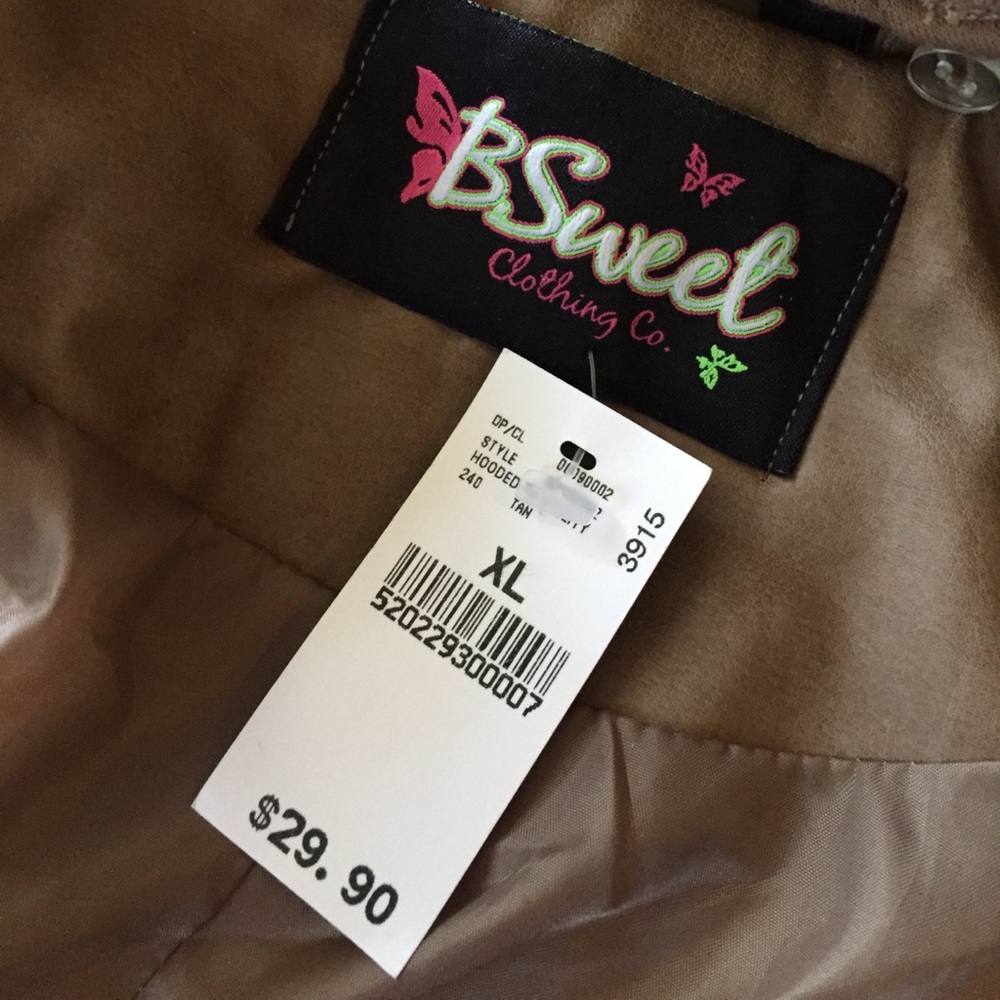 BSweet
Clothing Co.
DP/CL
STYLE
HOODED
240 TAN
3915
XL
520229300007
$29.90